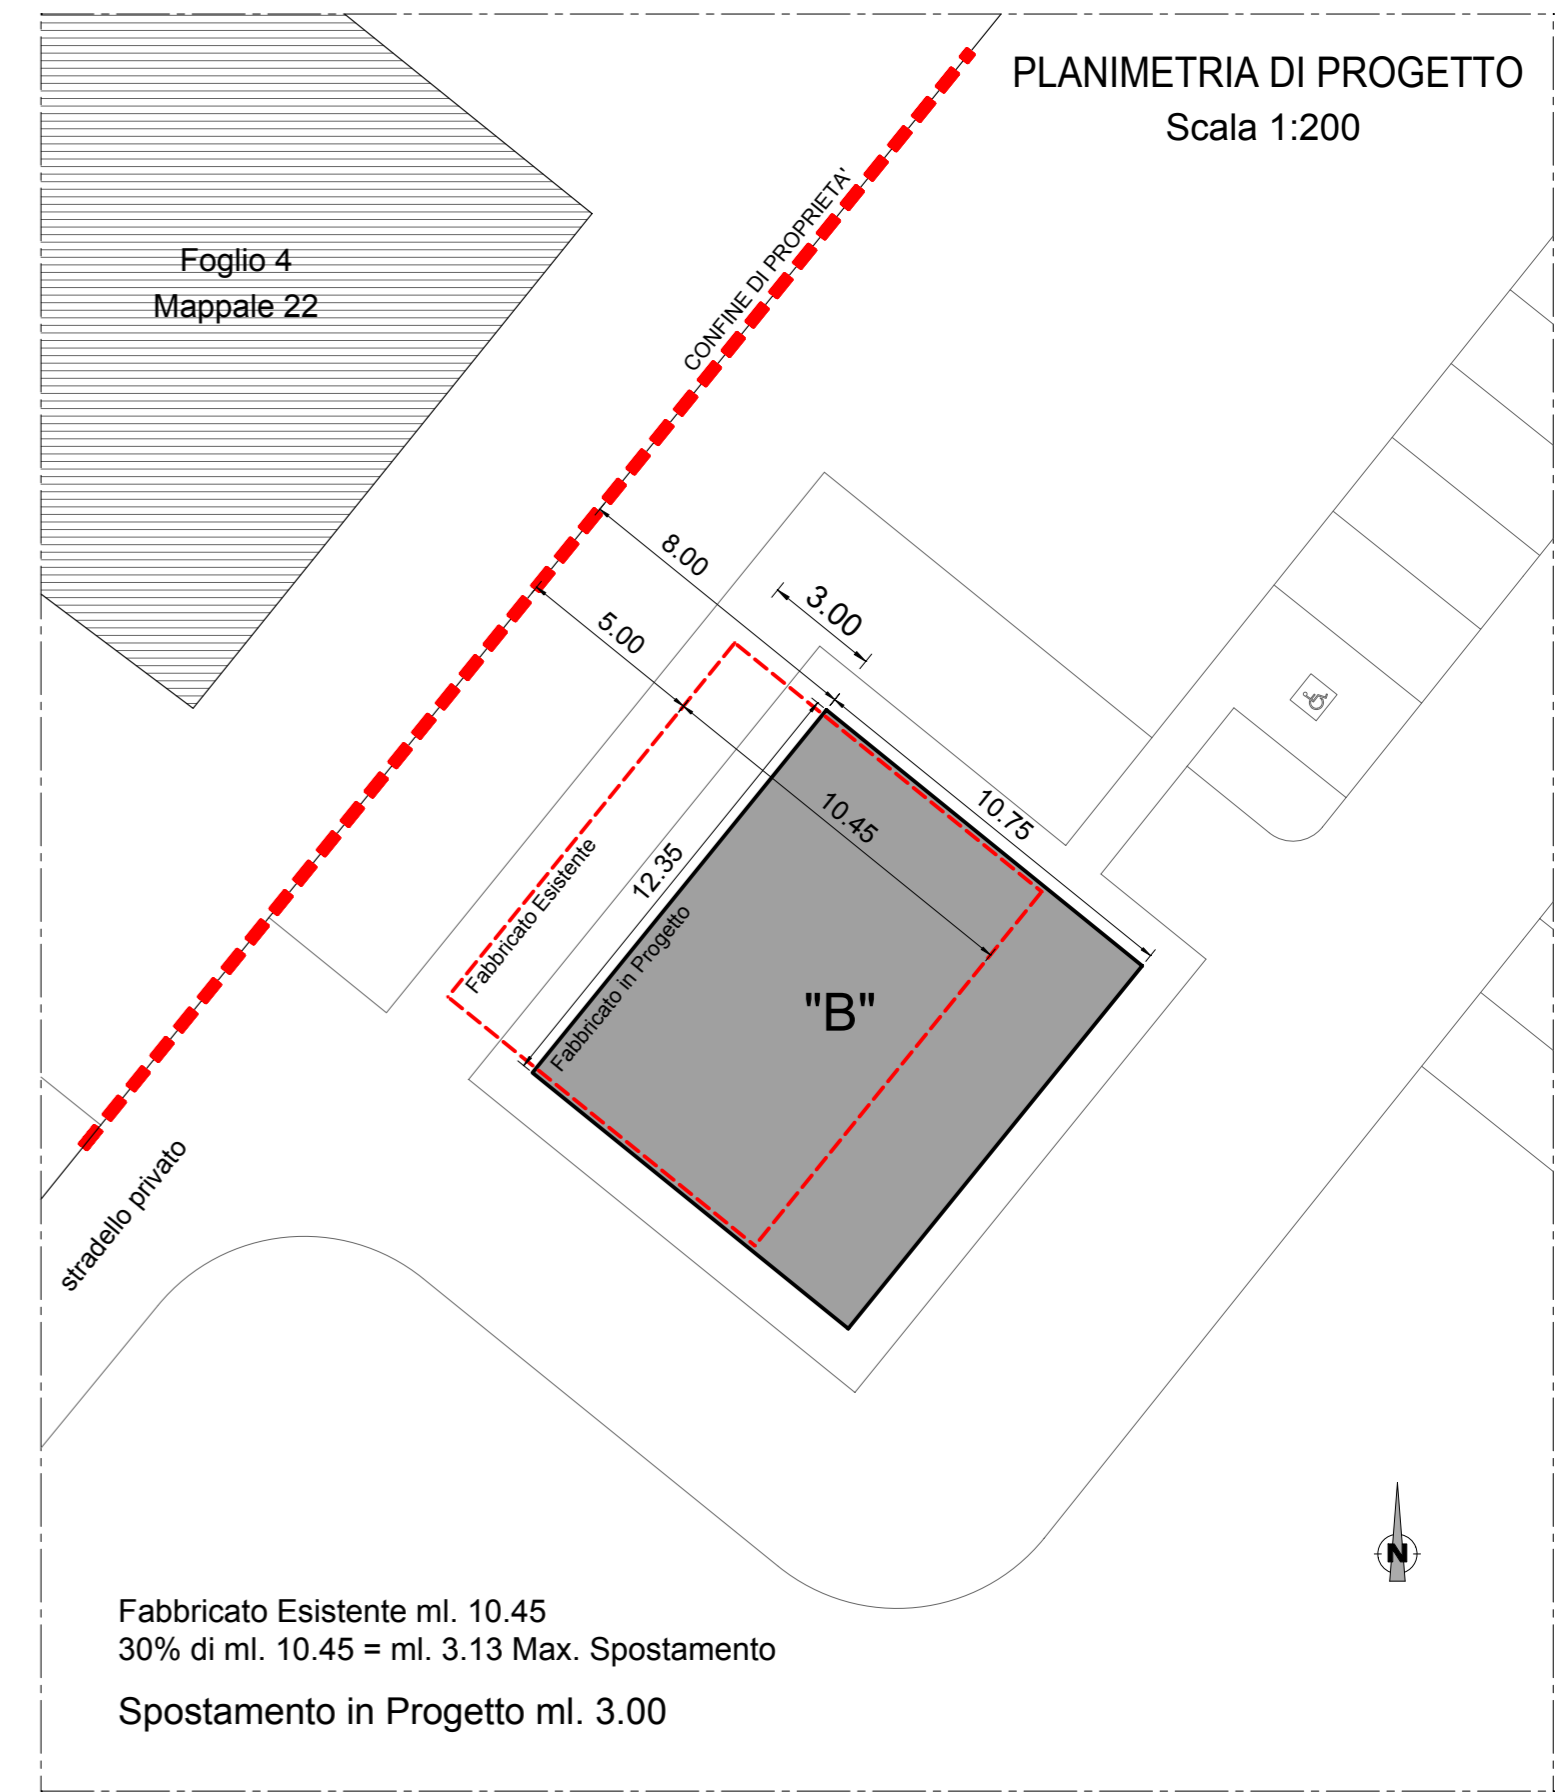 PLANIMETRIA DI PROGETTO
Scala 1:200
Foglio 4
Mappale 22
CONFINE DI PROPRIETA'
8.00
3.00
5.00
10.75
10.45
12.35
Fabbricato Esistente
Fabbricato in Progetto
"B"
stradello privato
N
Fabbricato Esistente ml. 10.45
30% di ml. 10.45 = ml. 3.13 Max. Spostamento
Spostamento in Progetto ml. 3.00